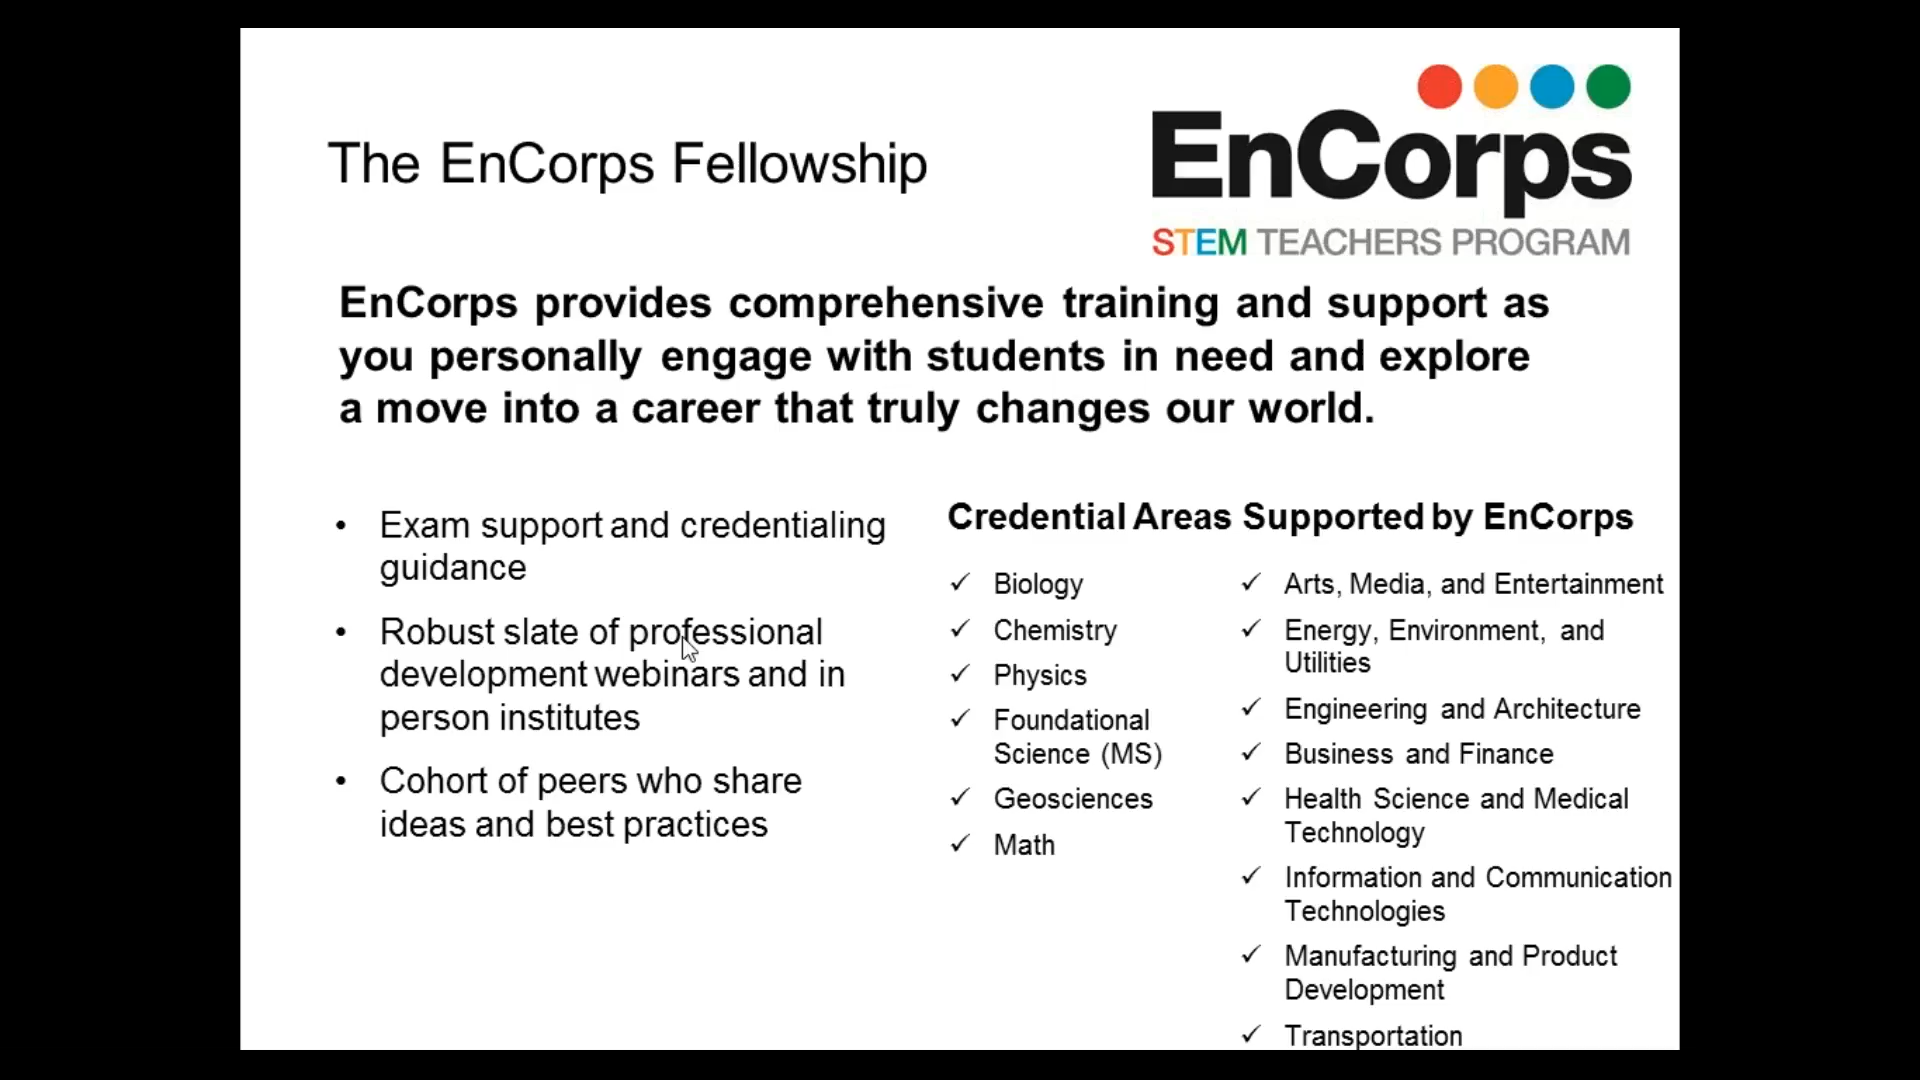 The EnCorps Fellowship
EnCorps
STEM TEACHERS PROGRAM
EnCorps provides comprehensive training and support as
you personally engage with students in need and explore
a move into a career that truly changes our world.
• Exam support and credentialing
guidance
• Robust slate of professional
development webinars and in
person institutes
• Cohort of peers who share
ideas and best practices
Credential Areas Supported by EnCorps
✓ Biology
✓ Chemistry
✓ Physics
✓ Foundational
Science (MS)
✓ Geosciences
✓ Math
✓ Arts, Media, and Entertainment
✓ Energy, Environment, and
Utilities
✓ Engineering and Architecture
✓ Business and Finance
✓ Health Science and Medical
Technology
✓ Information and Communication
Technologies
✓ Manufacturing and Product
Development
✓ Transportation